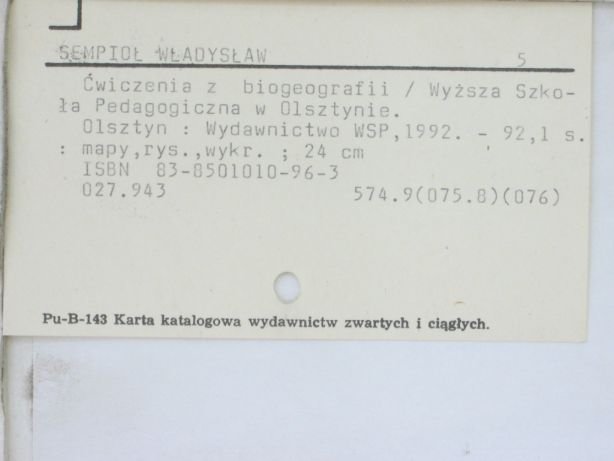 SEMPIOŁ WŁADYSŁAW 5
Ćwiczenia z biogeografii / Wyższa Szko-
ła Pedagogiczna w Olsztynie.
Olsztyn : Wydawnictwo WSP,1992. - 92,1 s.
: mapy,rys.,wykr. ; 24 cm
ISBN 83-8501010-96-3
027.943 574.9(075.8)(076)
Pu-B-143 Karta katalogowa wydawnictw zwartych i ciągłych.